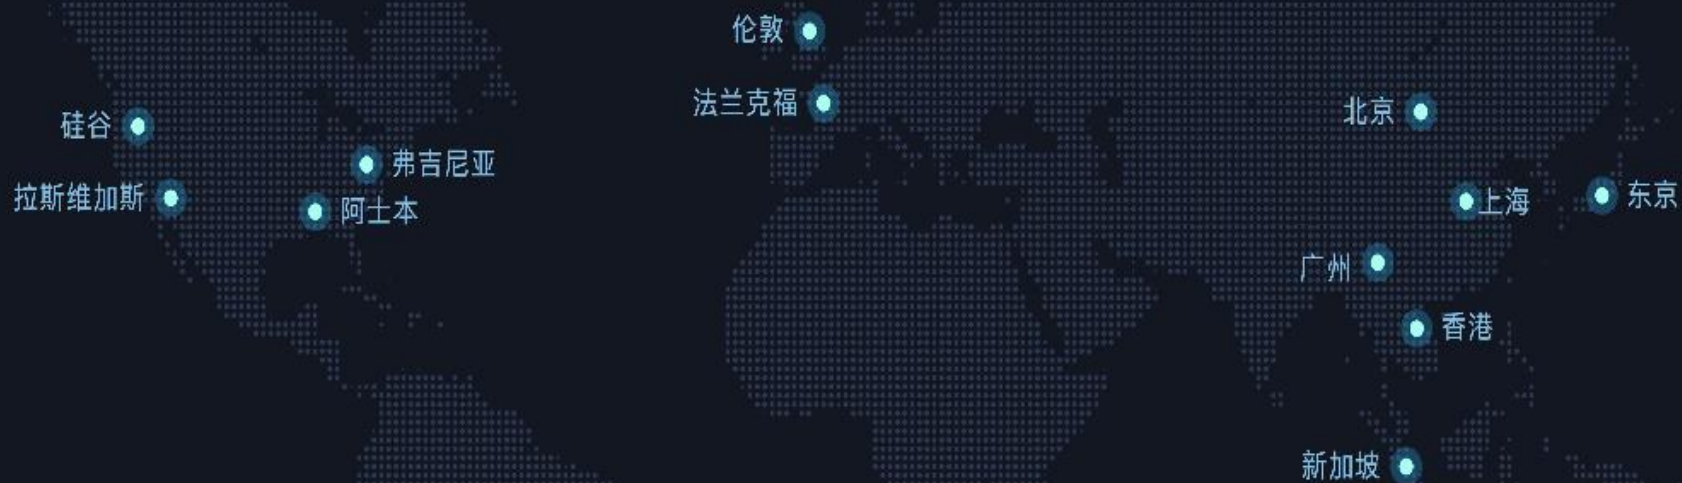 伦敦
法兰克福
硅谷
北京
弗吉尼亚
拉斯维加斯
阿士本
上海
东京
广州
香港
新加坡